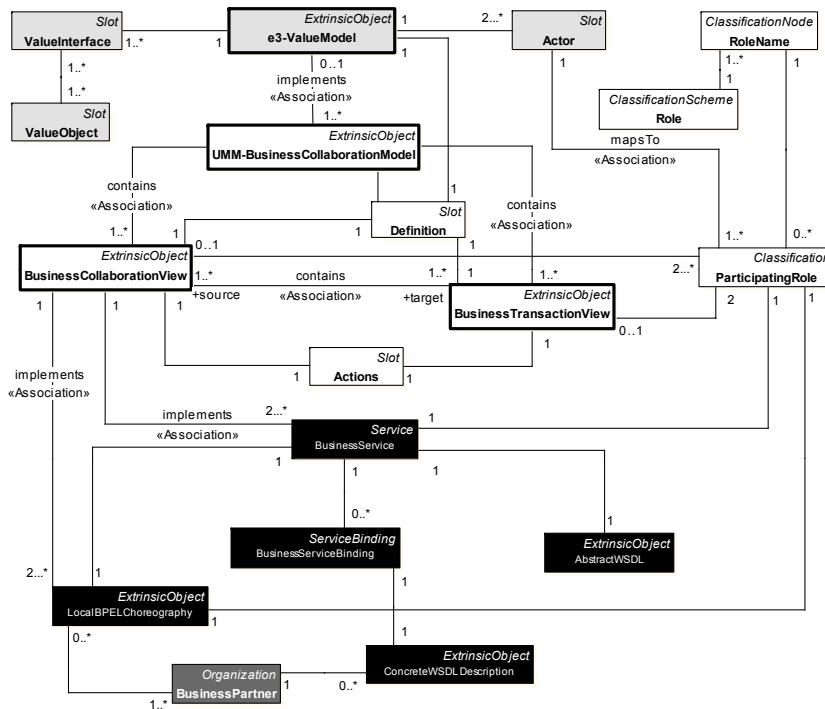 Slot
ValueInterface
1..*
1
ExtrinsicObject
e3-ValueModel
1
1
2...*
Slot
Actor
1
ClassificationNode
RoleName
1..*
1
1
ClassificationScheme
Role
1..*
1..*
Slot
ValueObject
0..1
implements
«Association»
1..*
ExtrinsicObject
UMM-BusinessCollaborationModel
mapsTo
«Association»
contains
«Association»
1..*
contains
«Association»
1..*
1
1
1
Slot
Definition
1
1
1..*
0..*
ExtrinsicObject
BusinessCollaborationView
0..1
1..*
+source
contains
«Association»
1..*
+target
2...*
Classification
ParticipatingRole
2
1
1
ExtrinsicObject
BusinessTransactionView
0..1
1
1
1
1
Slot
Actions
1
1
implements
«Association»
implements
«Association»
2...*
Service
BusinessService
1
1
1
1
0..*
ServiceBinding
BusinessServiceBinding
1
1
ExtrinsicObject
AbstractWSDL
2...*
1
ExtrinsicObject
LocalBPELChoreography
1
0..*
1
ExtrinsicObject
ConcreteWSDLDescription
Organization
BusinessPartner
1..*
1
0..*